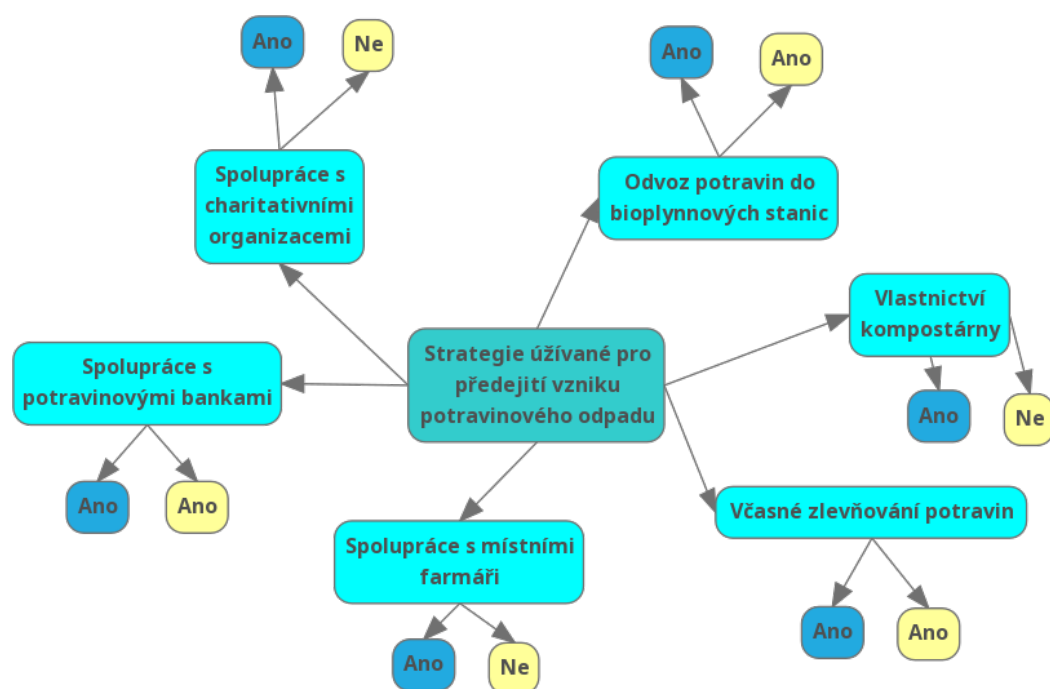 Ano
Ne
Spolupráce s
charitativními
organizacemi
Ano
Ano
Odvoz potravin do
bioplynnových stanic
Vlastnictví
kompostárny
Ano
Ne
Strategie úžívané pro
předejití vzniku
potravinového odpadu
Spolupráce s
potravinovými bankami
Ano
Ano
Včasné zlevňování potravin
Ano
Ano
Spolupráce s místními
farmáři
Ano
Ne